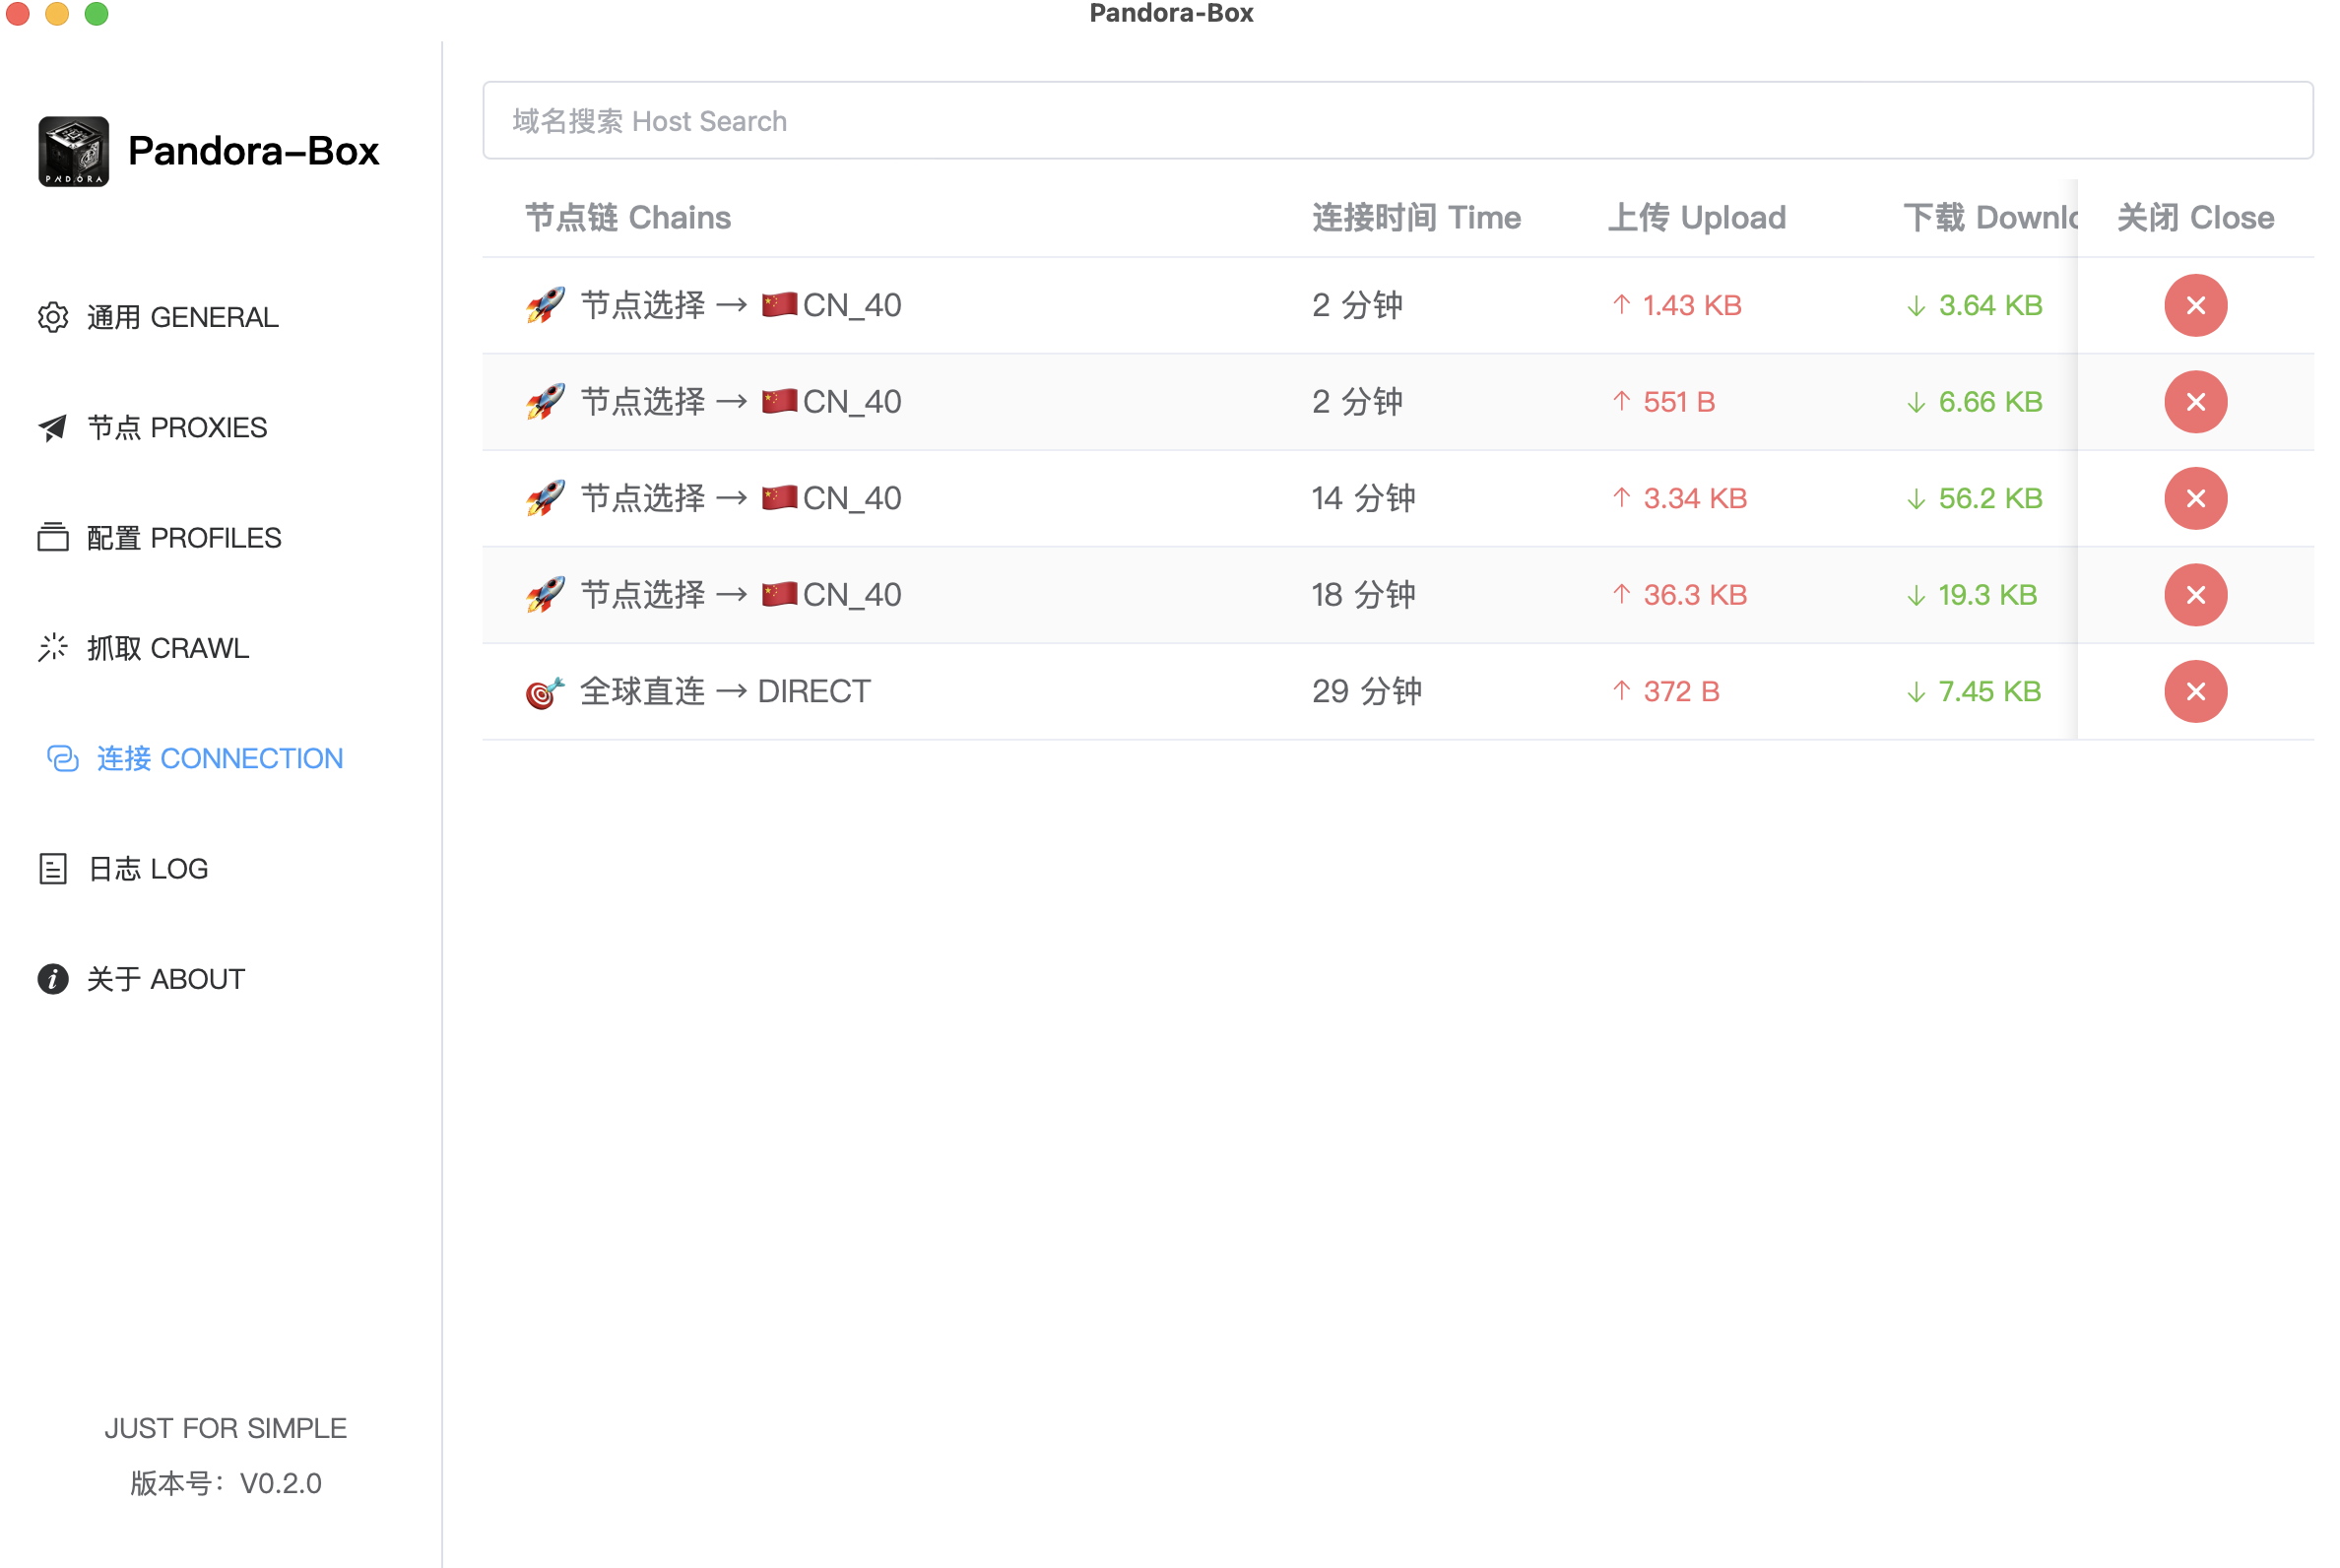 Pandora-Box
PANDORA
Pandora-Box
通用 GENERAL
节点 PROXIES
配置 PROFILES
抓取 CRAWL
连接 CONNECTION
日志 LOG
关于 ABOUT
JUST FOR SIMPLE
版本号：V0.2.0
域名搜索 Host Search
节点链 Chains 连接时间 Time 上传 Upload 下载 Downlo 关闭 Close
🚀 节点选择 → 🇨🇳CN_40 2 分钟 ↑ 1.43 KB ↓ 3.64 KB
🚀 节点选择 → 🇨🇳CN_40 2 分钟 ↑ 551 B ↓ 6.66 KB
🚀 节点选择 → 🇨🇳CN_40 14 分钟 ↑ 3.34 KB ↓ 56.2 KB
🚀 节点选择 → 🇨🇳CN_40 18 分钟 ↑ 36.3 KB ↓ 19.3 KB
🎯 全球直连 → DIRECT 29 分钟 ↑ 372 B ↓ 7.45 KB